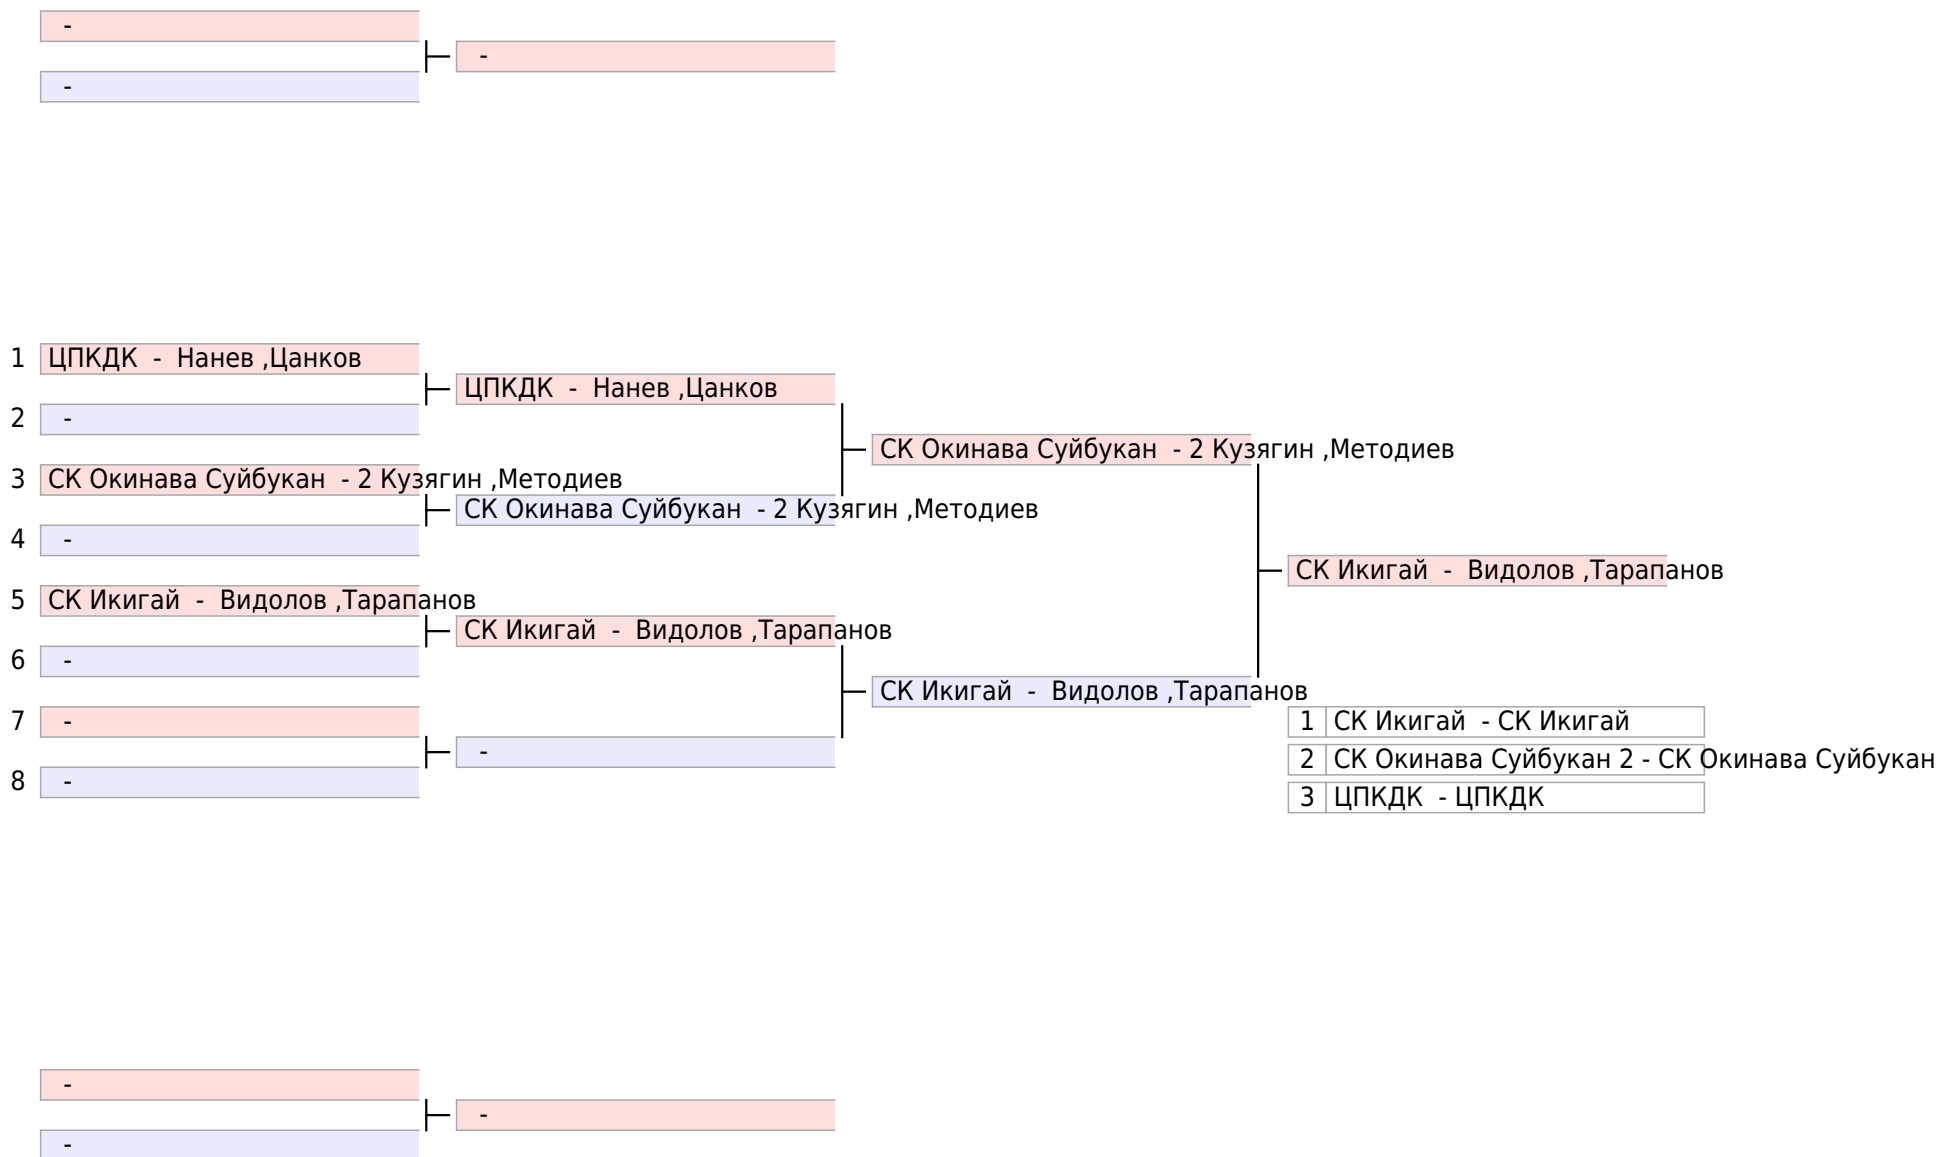 -
-
-
1 ЦПКДК - Нанев ,Цанков
ЦПКДК - Нанев ,Цанков
2 -
СК Окинава Суйбукан - 2 Кузягин ,Методиев
3 СК Окинава Суйбукан - 2 Кузягин ,Методиев
СК Окинава Суйбукан - 2 Кузягин ,Методиев
4 -
СК Икигай - Видолов ,Тарапанов
5 СК Икигай - Видолов ,Тарапанов
СК Икигай - Видолов ,Тарапанов
6 -
СК Икигай - Видолов ,Тарапанов
7 -
1 СК Икигай - СК Икигай
-
2 СК Окинава Суйбукан 2 - СК Окинава Суйбукан
8 -
3 ЦПКДК - ЦПКДК
-
-
-